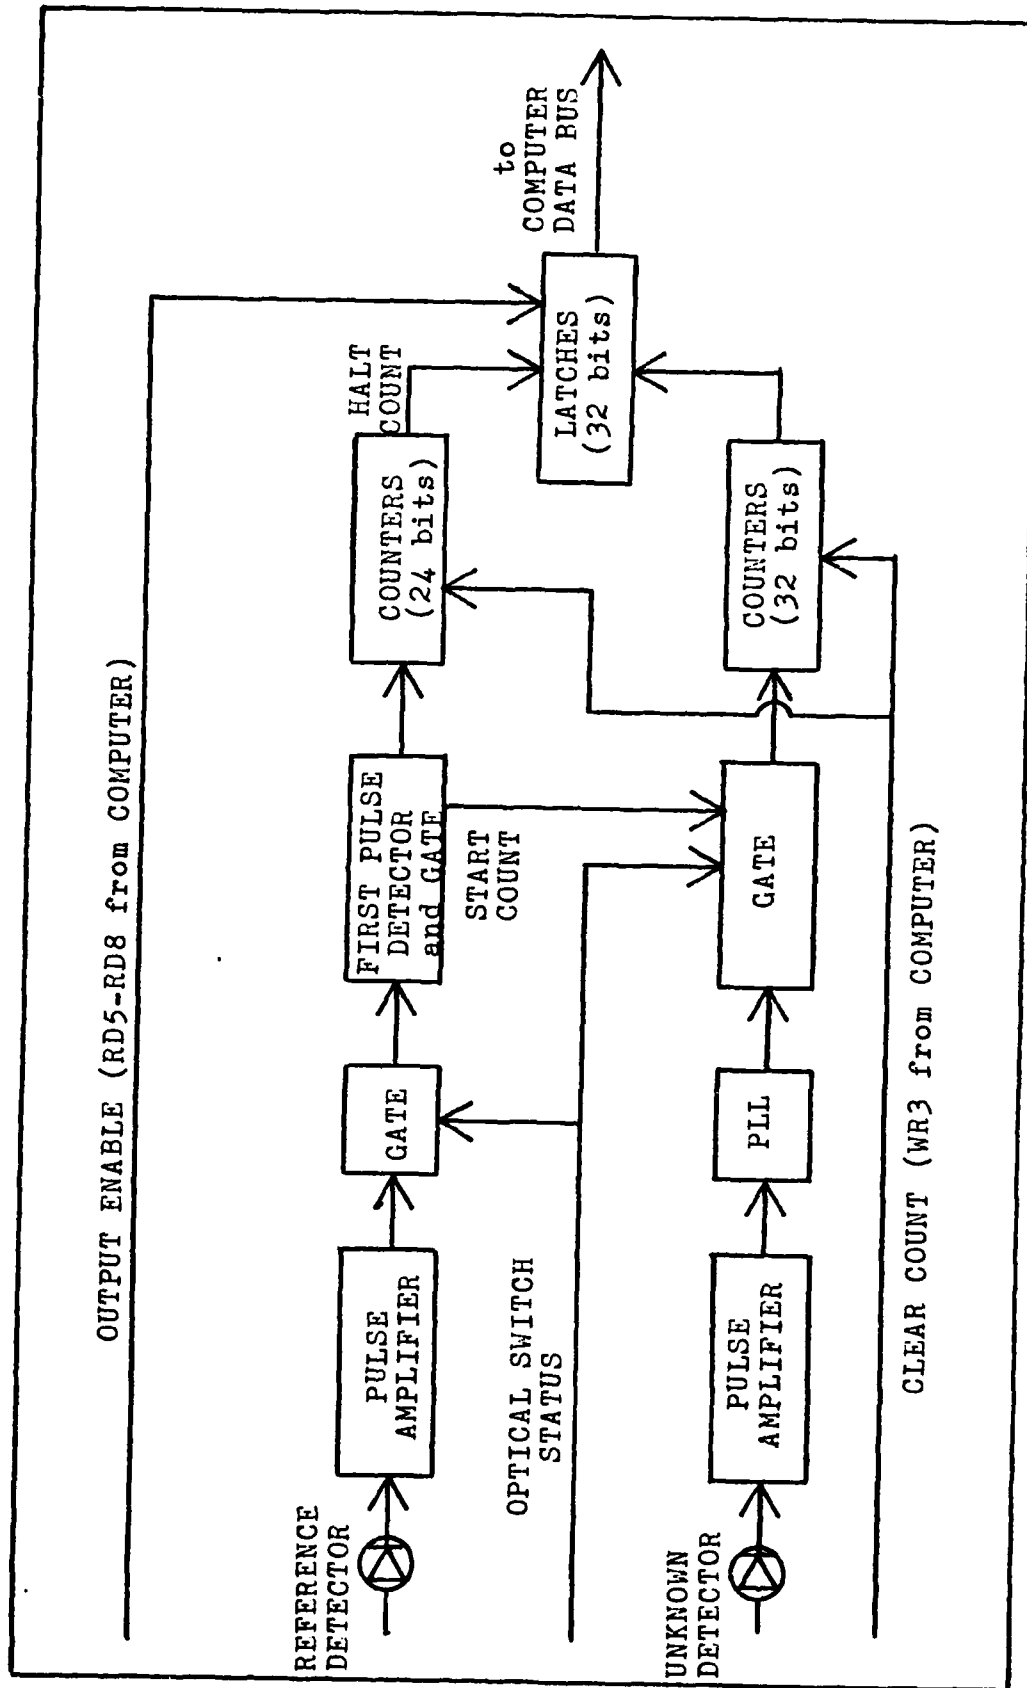 OUTPUT ENABLE (RD5-RD8 from COMPUTER)
REFERENCE
DETECTOR
PULSE
AMPLIFIER
GATE
FIRST PULSE
DETECTOR
and GATE
START
COUNT
COUNTERS
(24 bits)
HALT
COUNT
LATCHES
(32 bits)
to
COMPUTER
DATA BUS
OPTICAL SWITCH
STATUS
UNKNOWN
DETECTOR
PULSE
AMPLIFIER
PLL
GATE
COUNTERS
(32 bits)
CLEAR COUNT (WR3 from COMPUTER)